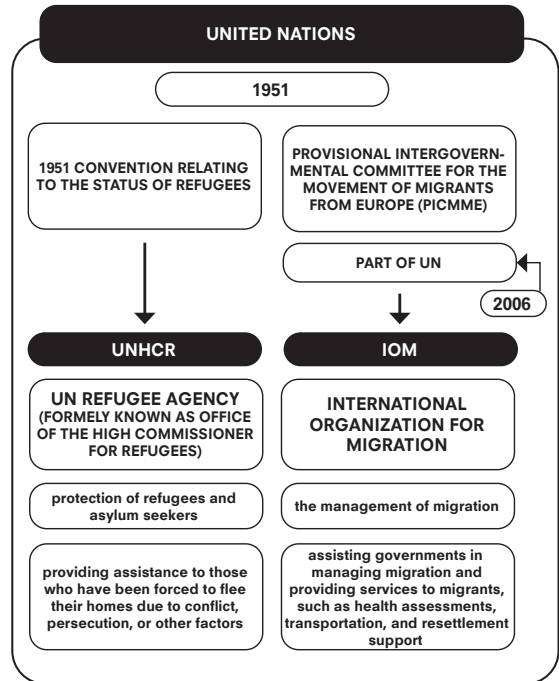 UNITED NATIONS
1951
1951 CONVENTION RELATING
TO THE STATUS OF REFUGEES
PROVISIONAL INTERGOVERN-
MENTAL COMMITTEE FOR THE
MOVEMENT OF MIGRANTS
FROM EUROPE (PICMME)
PART OF UN
2006
UNHCR
IOM
UN REFUGEE AGENCY
(FORMELY KNOWN AS OFFICE
OF THE HIGH COMMISSIONER
FOR REFUGEES)
INTERNATIONAL
ORGANIZATION FOR
MIGRATION
protection of refugees and
asylum seekers
the management of migration
providing assistance to those
who have been forced to flee
their homes due to conflict,
persecution, or other factors
assisting governments in
managing migration and
providing services to migrants,
such as health assessments,
transportation, and resettlement
support